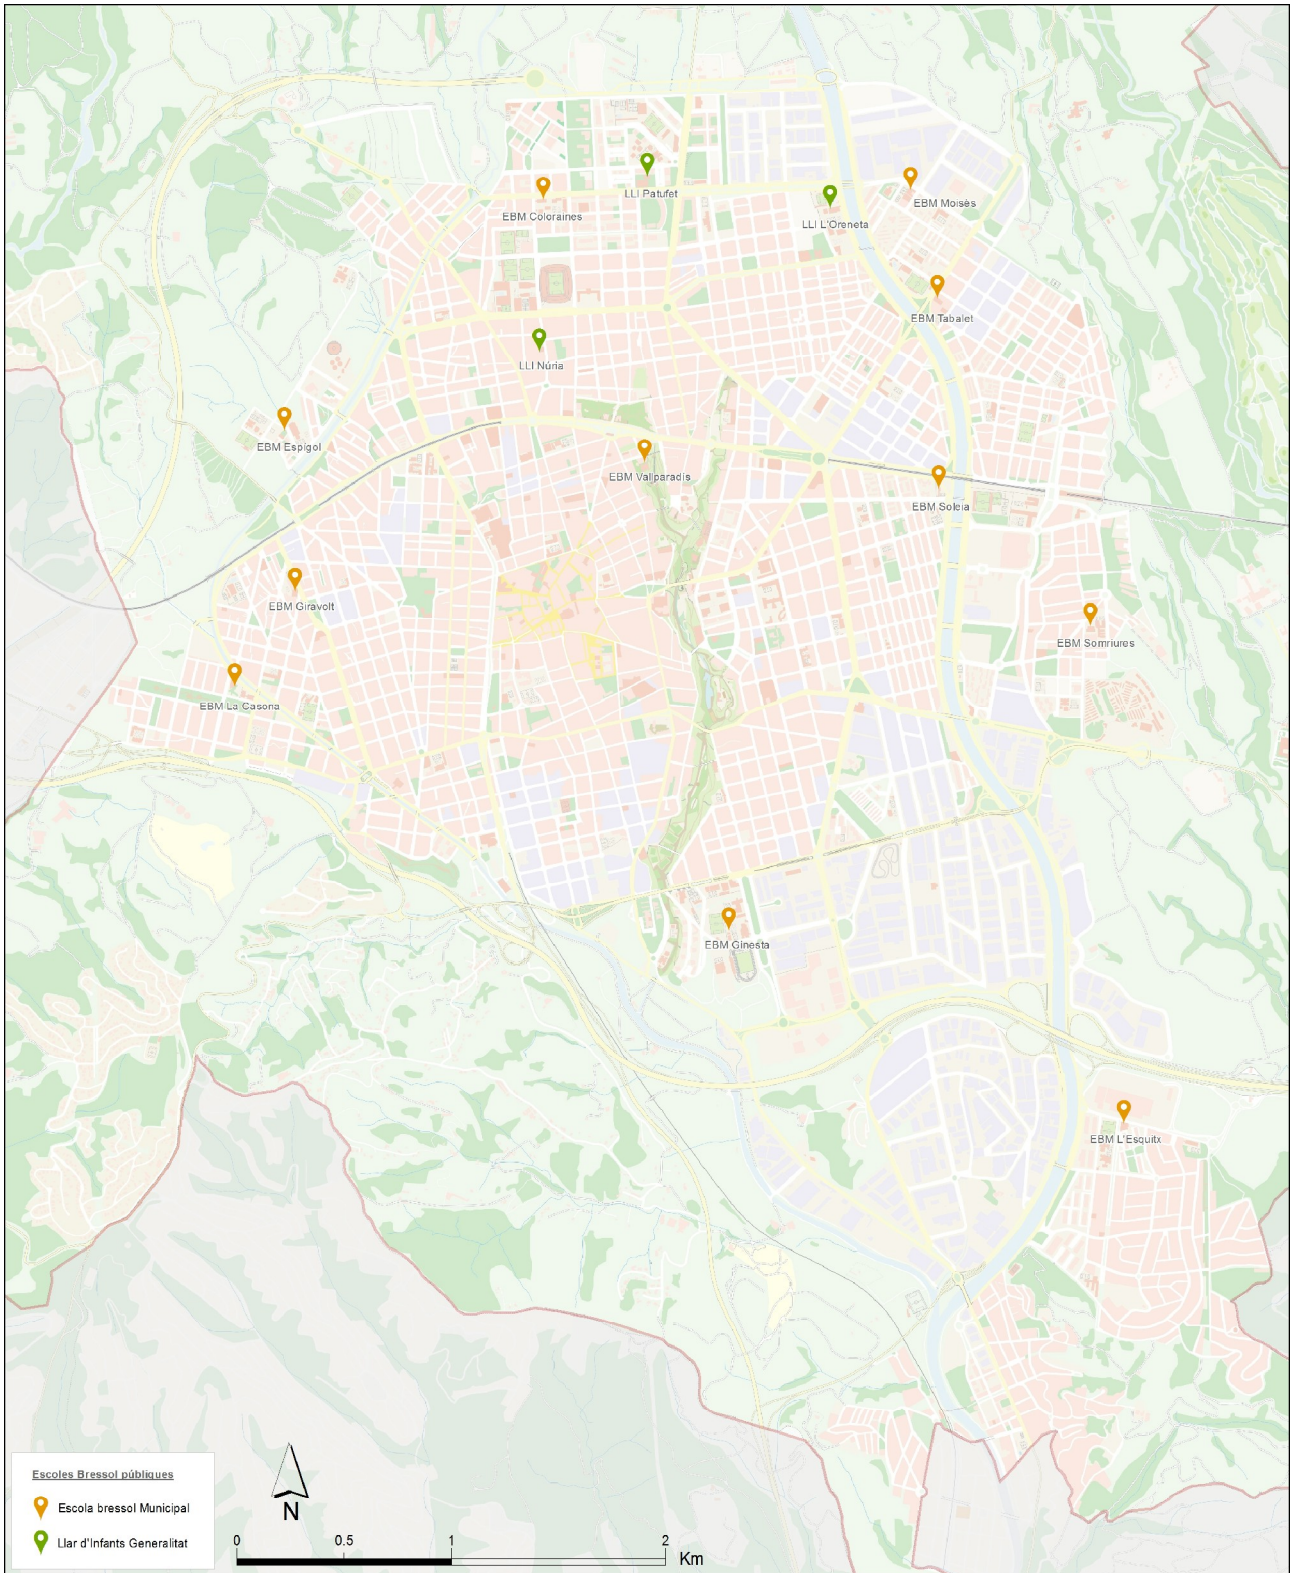 LLI Patufet
EBM Coloraines
EBM Moisès
LLI L'Oreneta
EBM Tabalet
LLI Núria
EBM Espígol
EBM Vallparadís
EBM Soleia
EBM Giravolt
EBM Somriures
EBM La Casona
EBM Ginesta
EBM L'Esquitx
Escoles Bressol públiques
Escola bressol Municipal
Llar d'Infants Generalitat
N
0 0.5 1 2
Km